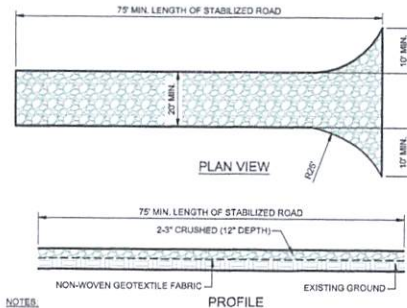 75' MIN. LENGTH OF STABILIZED ROAD
10' MIN.
20' MIN.
10' MIN.
R25'
PLAN VIEW
75' MIN. LENGTH OF STABILIZED ROAD
2-3" CRUSHED (12" DEPTH)
NON-WOVEN GEOTEXTILE FABRIC
EXISTING GROUND
NOTES
PROFILE